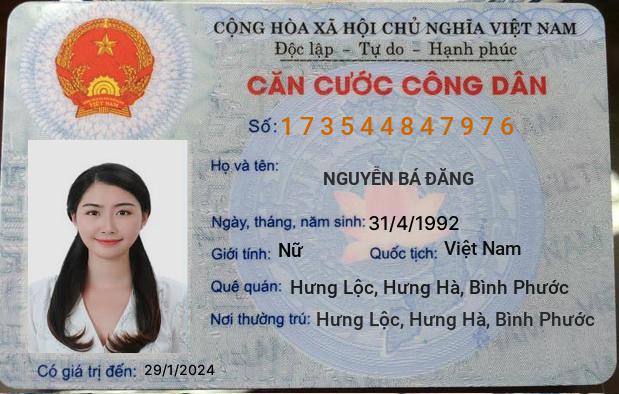 CỘNG HÒA XÃ HỘI CHỦ NGHĨA VIỆT NAM
Độc lập - Tự do - Hạnh phúc
CĂN CƯỚC CÔNG DÂN
Số: 173544847976
Họ và tên:
NGUYỄN BÁ ĐĂNG
Ngày, tháng, năm sinh: 31/4/1992
Giới tính: Nữ Quốc tịch: Việt Nam
Quê quán: Hưng Lộc, Hưng Hà, Bình Phước
Nơi thường trú: Hưng Lộc, Hưng Hà, Bình Phước
Có giá trị đến: 29/1/2024
VIỆT NAM